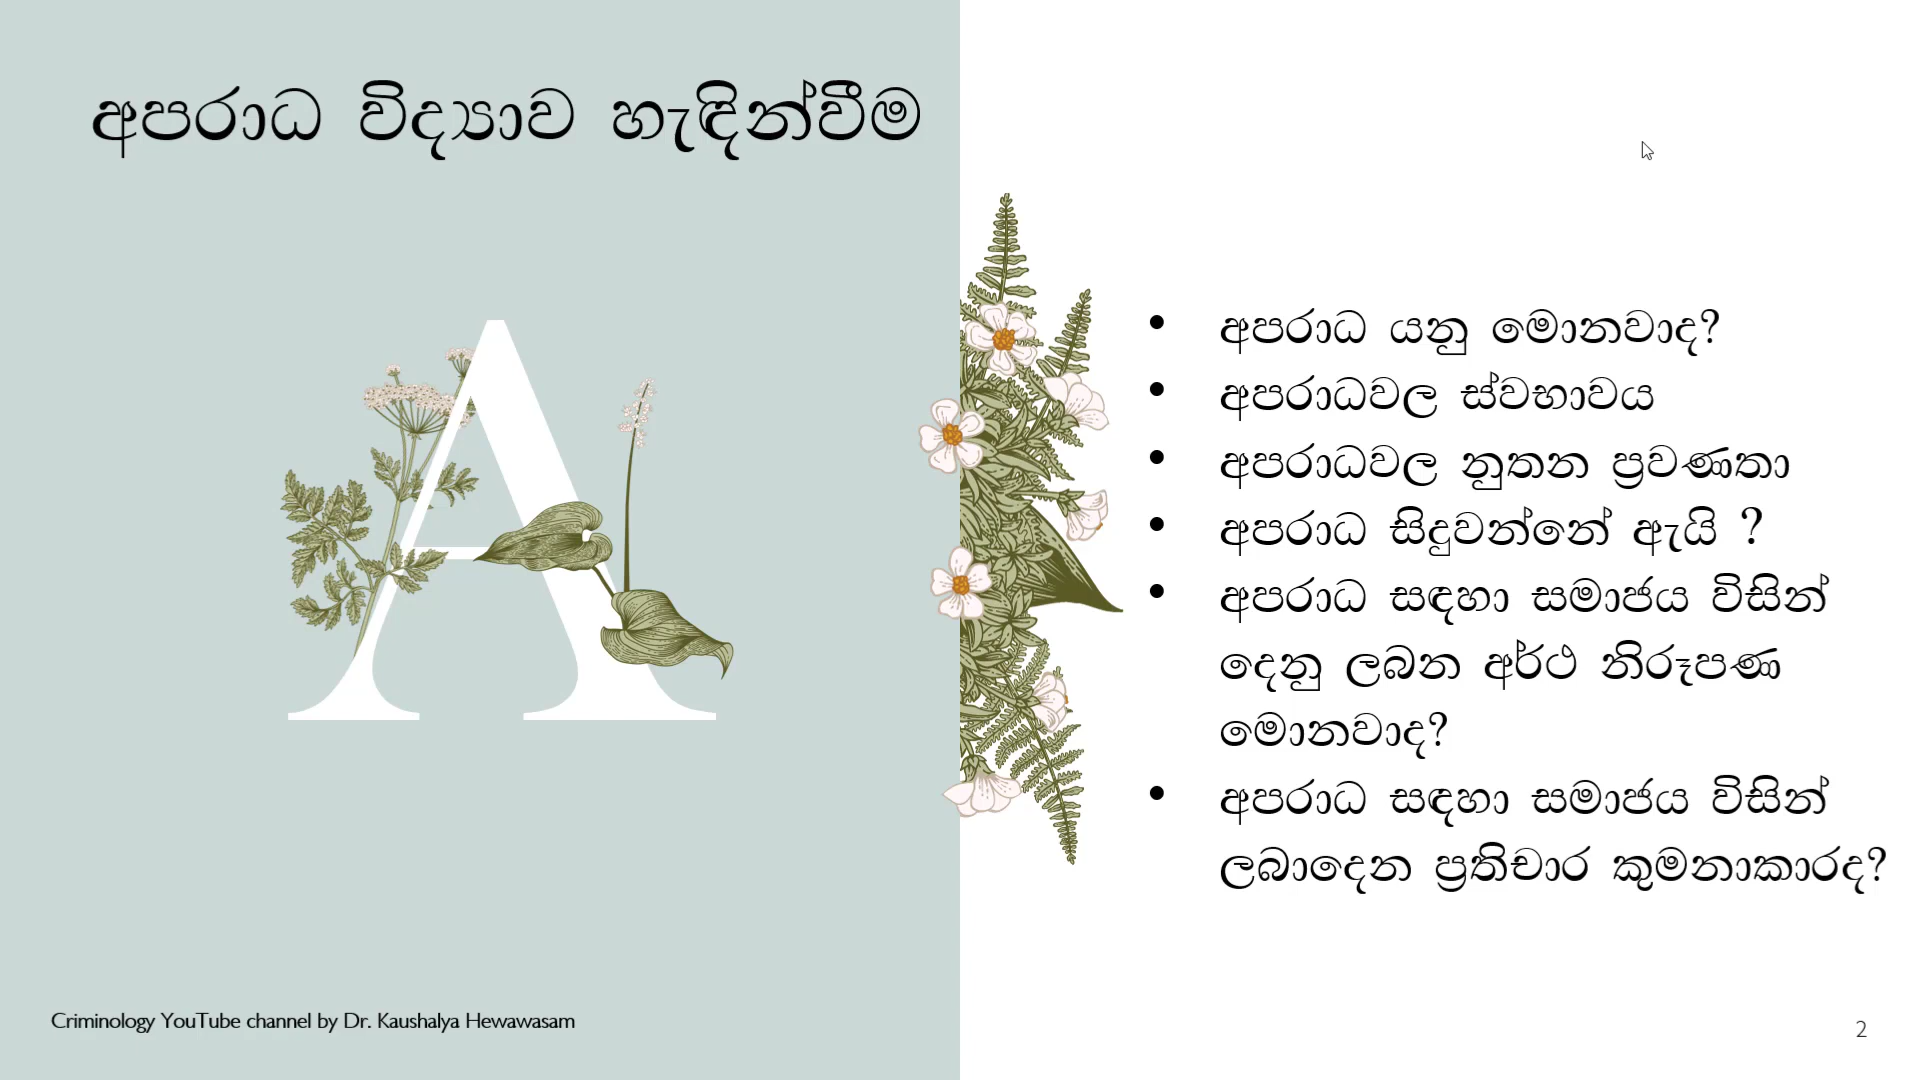 අපරාධ විද්‍යාව හැඳින්වීම
• අපරාධ යනු මොනවාද?
• අපරාධවල ස්වභාවය
• අපරාධවල නූතන ප්‍රවණතා
• අපරාධ සිදුවන්නේ ඇයි ?
• අපරාධ සඳහා සමාජය විසින්
දෙනු ලබන අර්ථ නිරූපණ
මොනවාද?
• අපරාධ සඳහා සමාජය විසින්
ලබාදෙන ප්‍රතිචාර කුමනාකාරද?
A
Criminology YouTube channel by Dr. Kaushalya Hewawasam
2